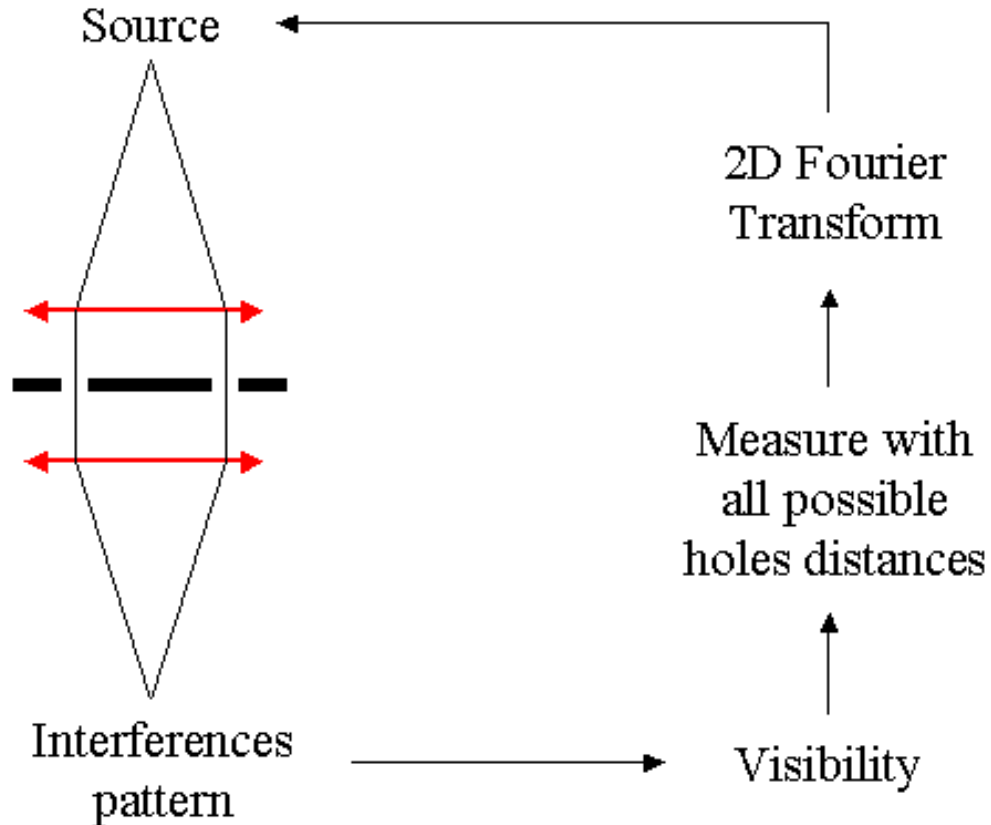 Source
2D Fourier
Transform
Measure with
all possible
holes distances
Interferences
pattern
Visibility